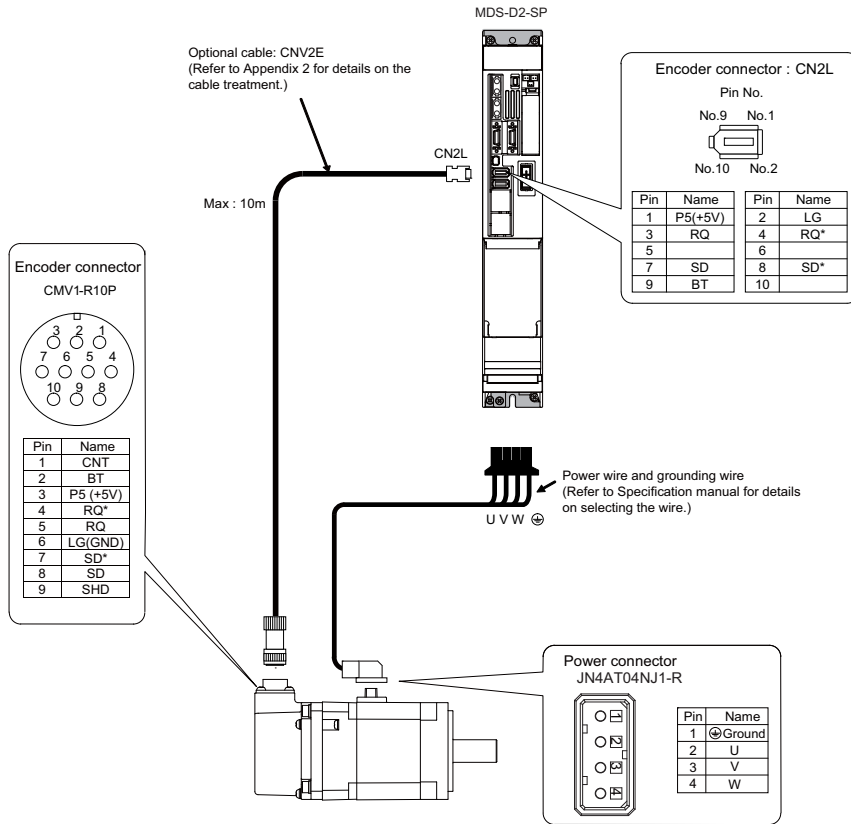 MDS-D2-SP
Optional cable: CNV2E
(Refer to Appendix 2 for details on the
cable treatment.)
CN2L
Max : 10m
Encoder connector : CN2L
Pin No.
No.9 No.1
No.10 No.2
Pin Name Pin Name
1 P5(+5V) 2 LG
3 RQ 4 RQ*
5 6
7 SD 8 SD*
9 BT 10
Encoder connector
CMV1-R10P
3 2 1
7 6 5 4
10 9 8
Pin Name
1 CNT
2 BT
3 P5 (+5V)
4 RQ*
5 RQ
6 LG(GND)
7 SD*
8 SD
9 SHD
Power wire and grounding wire
(Refer to Specification manual for details
on selecting the wire.)
U V W
Power connector
JN4AT04NJ1-R
1
2
3
4
Pin Name
1 Ground
2 U
3 V
4 W